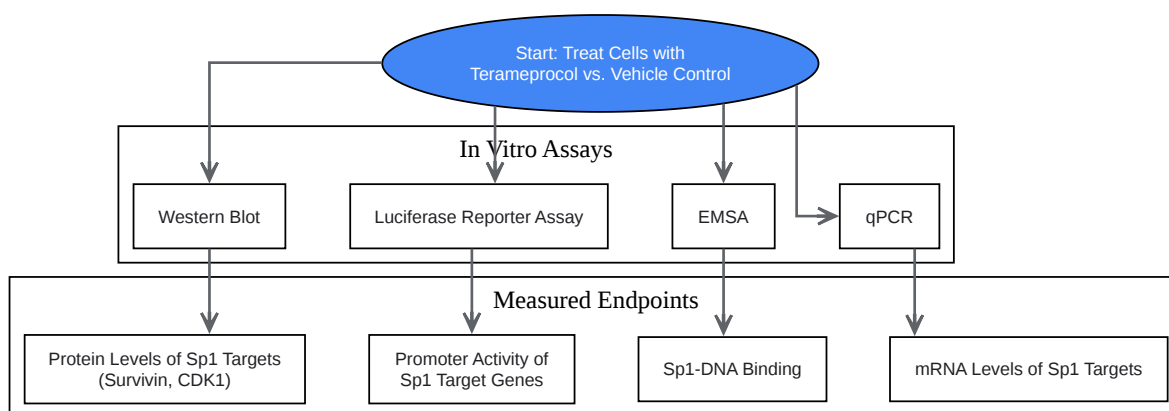 Start: Treat Cells with
Terameprocol vs. Vehicle Control
In Vitro Assays
Western Blot
Luciferase Reporter Assay
EMSA
qPCR
Measured Endpoints
Protein Levels of Sp1 Targets
(Survivin, CDK1)
Promoter Activity of
Sp1 Target Genes
Sp1-DNA Binding
mRNA Levels of Sp1 Targets